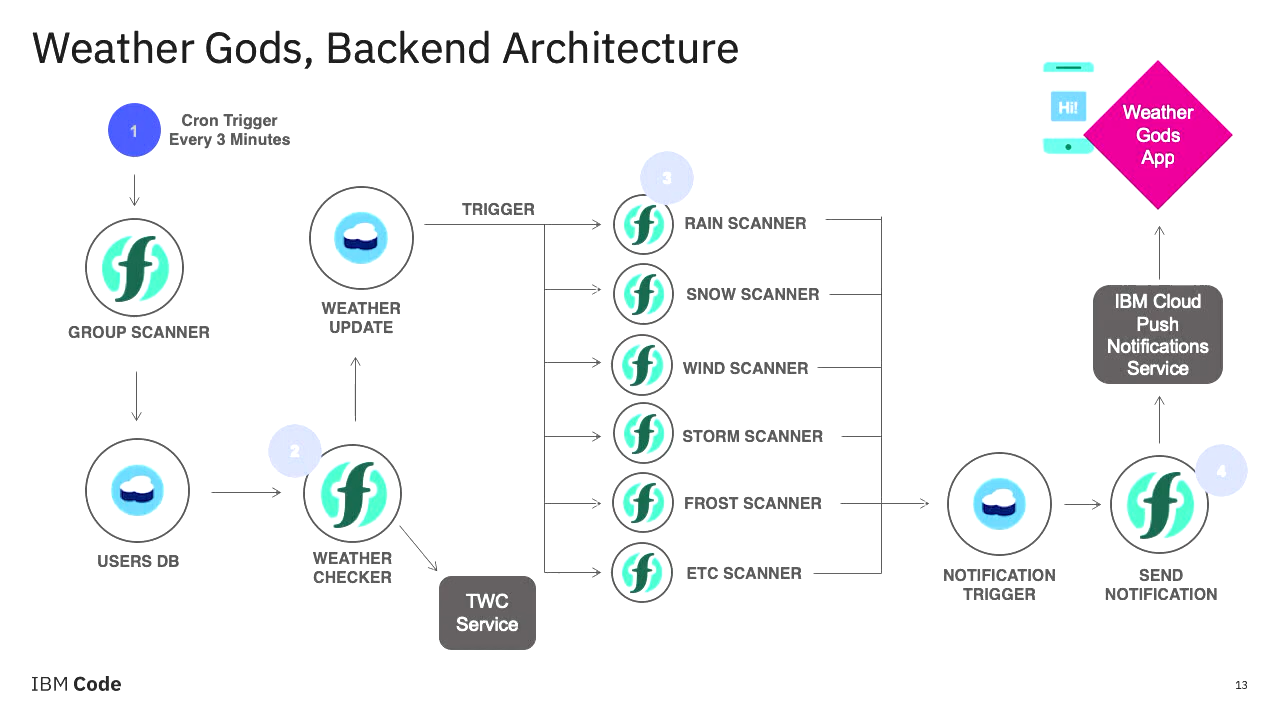 Weather Gods, Backend Architecture
1
Cron Trigger
Every 3 Minutes
GROUP SCANNER
USERS DB
2
WEATHER
CHECKER
TWC
Service
WEATHER
UPDATE
TRIGGER
3
RAIN SCANNER
SNOW SCANNER
WIND SCANNER
STORM SCANNER
FROST SCANNER
ETC SCANNER
NOTIFICATION
TRIGGER
4
SEND
NOTIFICATION
IBM Cloud
Push
Notifications
Service
Hi!
Weather
Gods
App
IBM Code
13